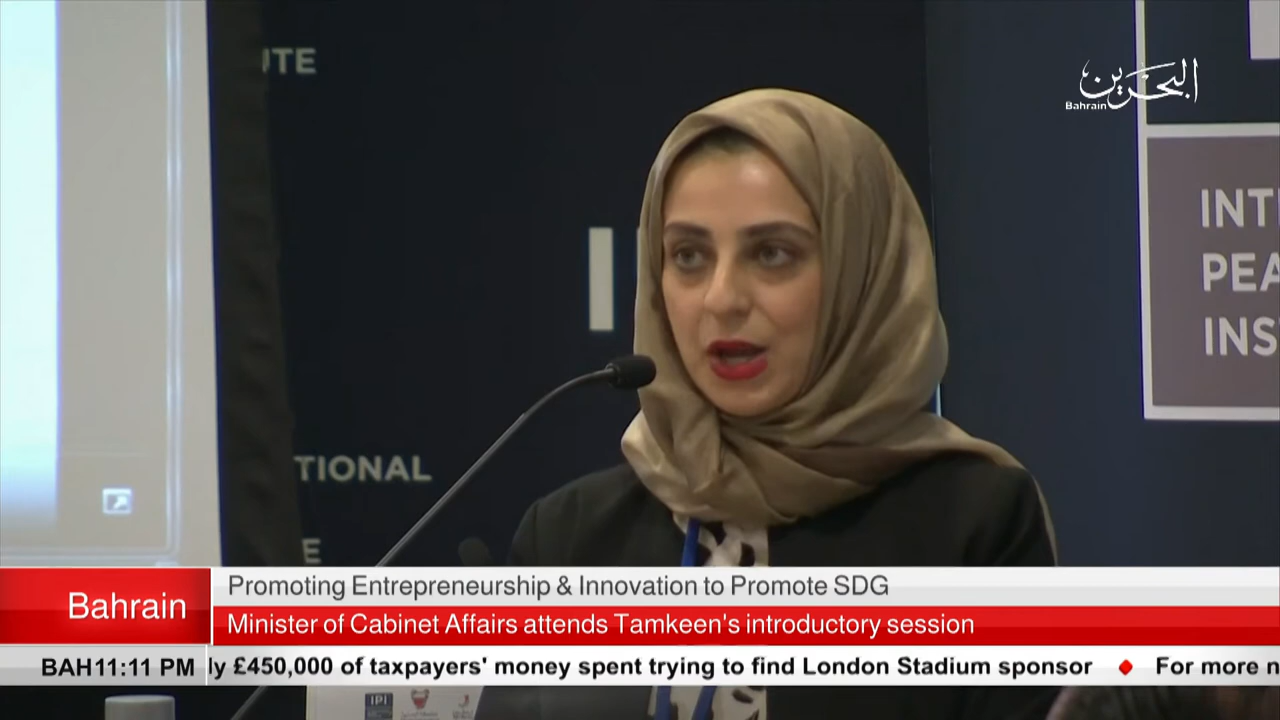 UTE
البحرين
Bahrain
INT
PEA
INS
I
TIONAL
E
Promoting Entrepreneurship & Innovation to Promote SDG
Bahrain
Minister of Cabinet Affairs attends Tamkeen's introductory session
BAH11:11 PM
ly £450,000 of taxpayers' money spent trying to find London Stadium sponsor ♦ For more n
IPI